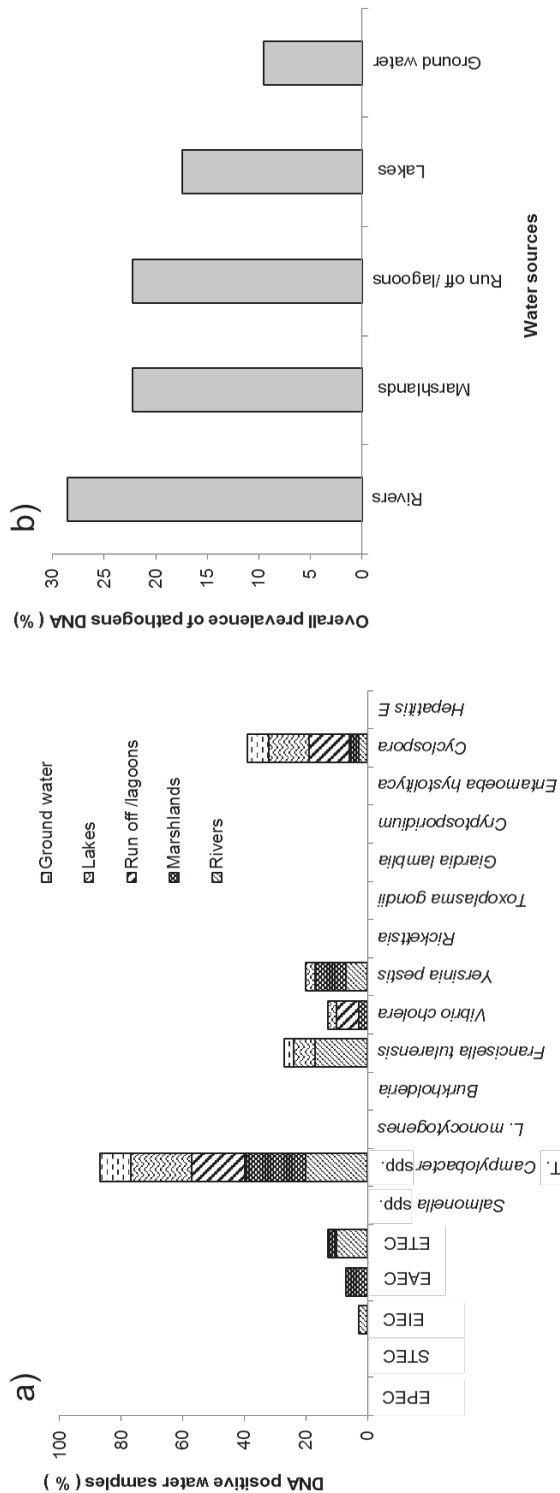 a)
DNA positive water samples ( % )
100
80
60
40
20
0
EPEC
STEC
EIEC
EAEC
ETEC
Salmonella spp.
T. Campylobacter spp.
L. monocytogenes
Burkholderia
Francisella tularensis
Vibrio cholera
Yersinia pestis
Rickettsia
Toxoplasma gondii
Giardia lamblia
Cryptosporidium
Entamoeba hystolityca
Cyclospora
Hepatitis E
Ground water
Lakes
Run off /lagoons
Marshlands
Rivers
b)
Overall prevalence of pathogens DNA ( %)
30
25
20
15
10
5
0
Rivers
Marshlands
Run off /lagoons
Lakes
Ground water
Water sources